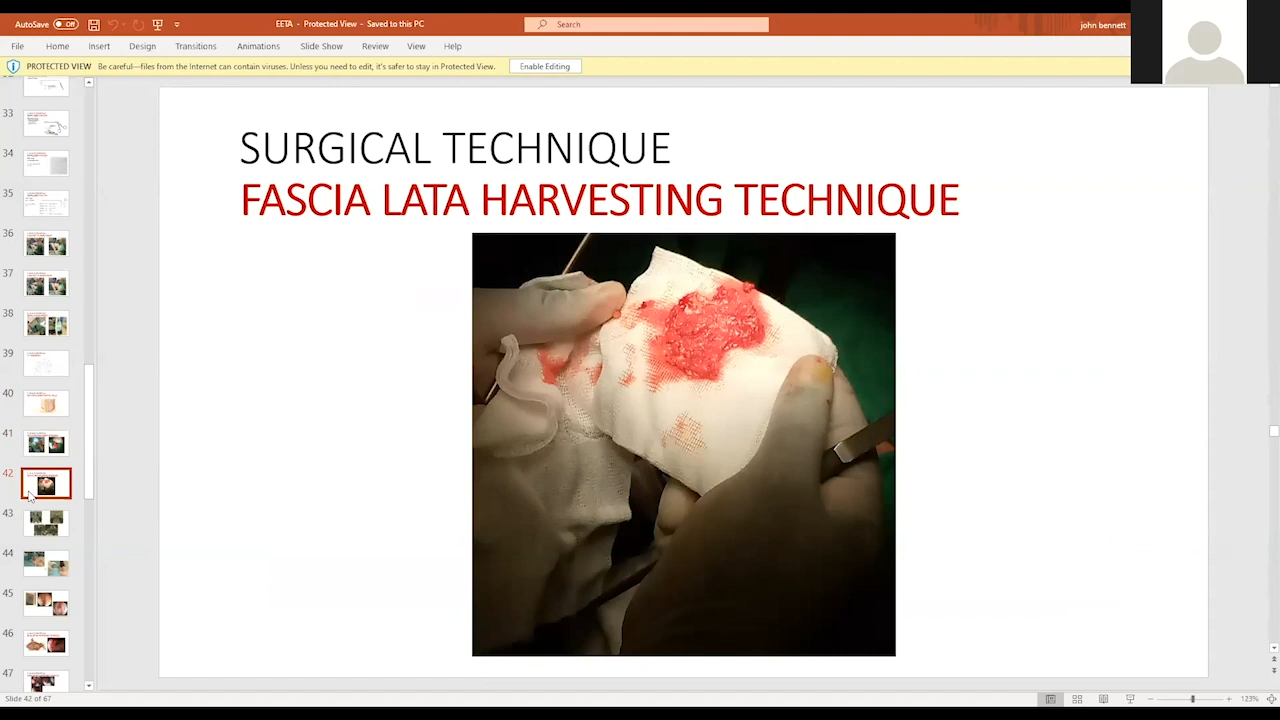 AutoSave Off
EETA - Protected View - Saved to this PC
Search
john bennett
File Home Insert Design Transitions Animations Slide Show Review View Help
PROTECTED VIEW Be careful—files from the Internet can contain viruses. Unless you need to edit, it's safer to stay in Protected View. Enable Editing
SURGICAL TECHNIQUE
FASCIA LATA HARVESTING TECHNIQUE
33
34
35
36
37
38
39
40
41
42
43
44
45
46
47
Slide 42 of 67
123%